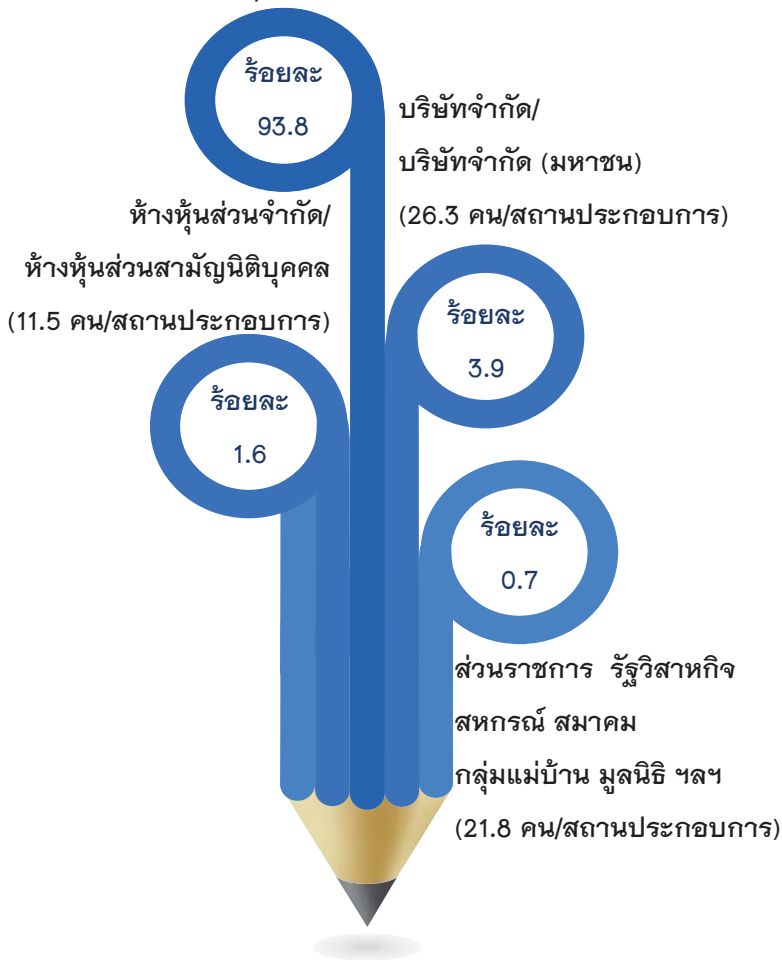 ร้อยละ
93.8
บริษัทจำกัด/
บริษัทจำกัด (มหาชน)
(26.3 คน/สถานประกอบการ)
ห้างหุ้นส่วนจำกัด/
ห้างหุ้นส่วนสามัญนิติบุคคล
(11.5 คน/สถานประกอบการ)
ร้อยละ
3.9
ร้อยละ
1.6
ร้อยละ
0.7
ส่วนราชการ รัฐวิสาหกิจ
สหกรณ์ สมาคม
กลุ่มแม่บ้าน มูลนิธิ ฯลฯ
(21.8 คน/สถานประกอบการ)